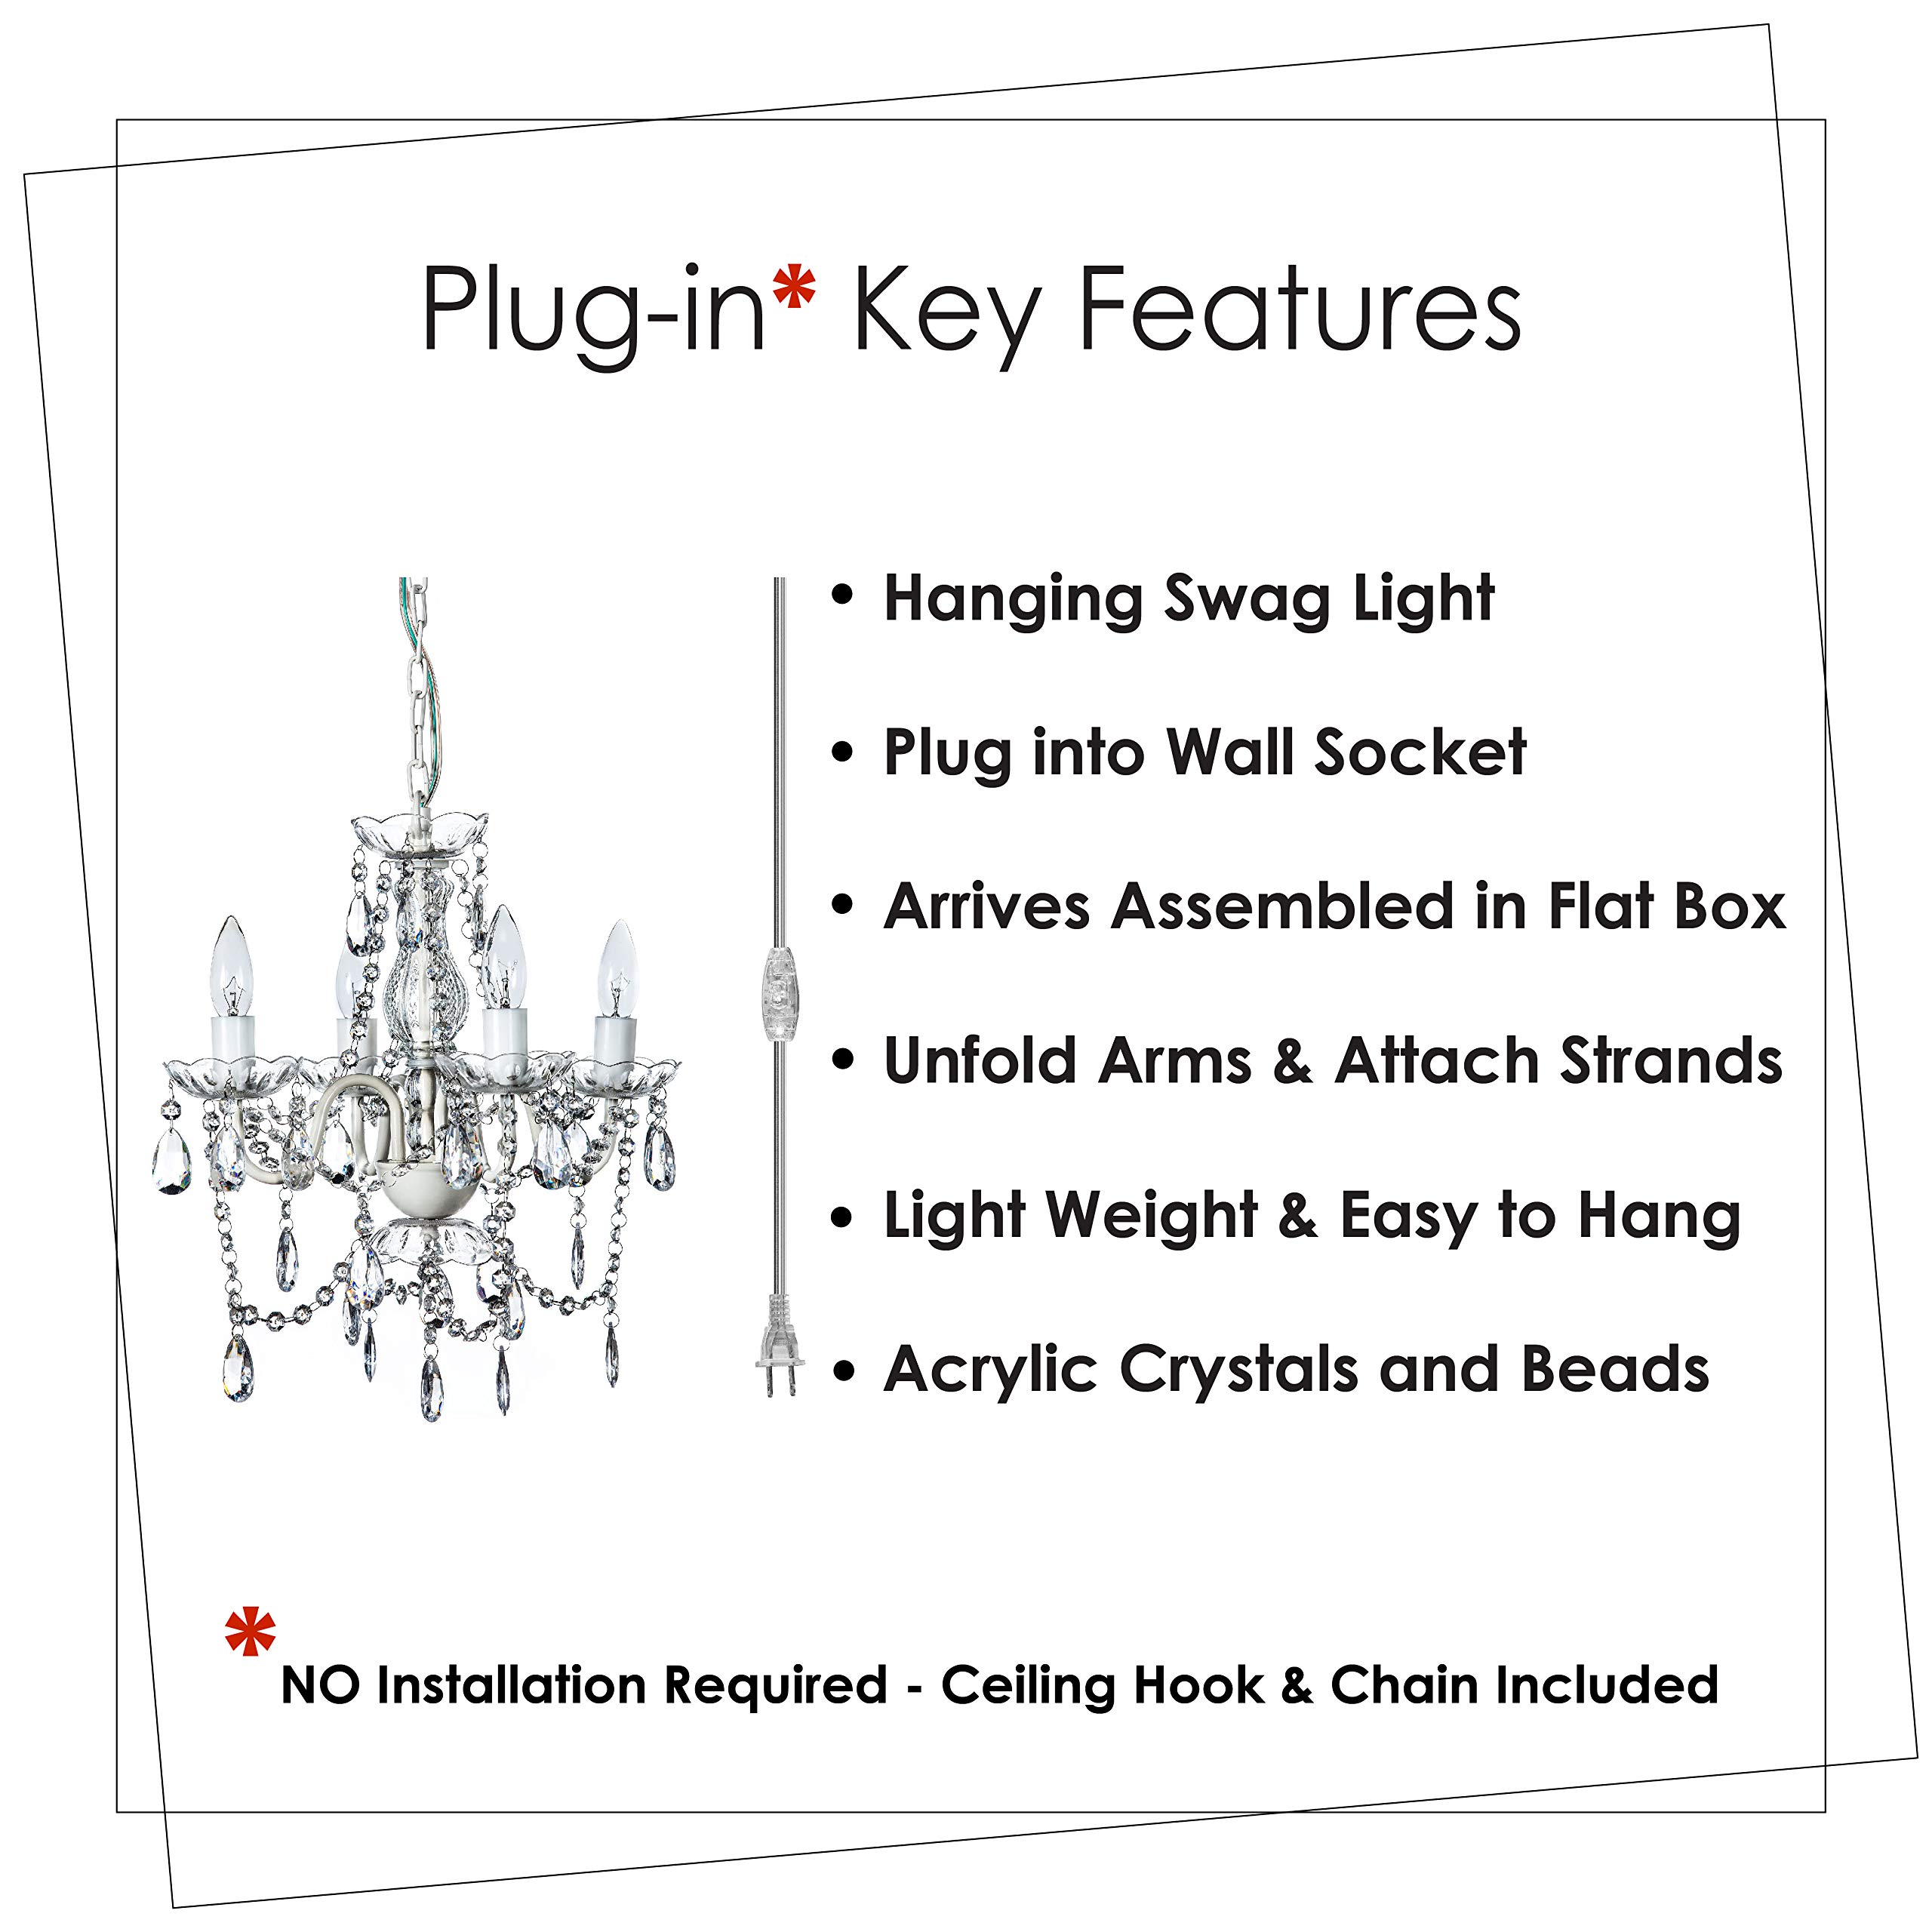 Plug-in* Key Features
• Hanging Swag Light
• Plug into Wall Socket
• Arrives Assembled in Flat Box
• Unfold Arms & Attach Strands
• Light Weight & Easy to Hang
• Acrylic Crystals and Beads
* NO Installation Required - Ceiling Hook & Chain Included